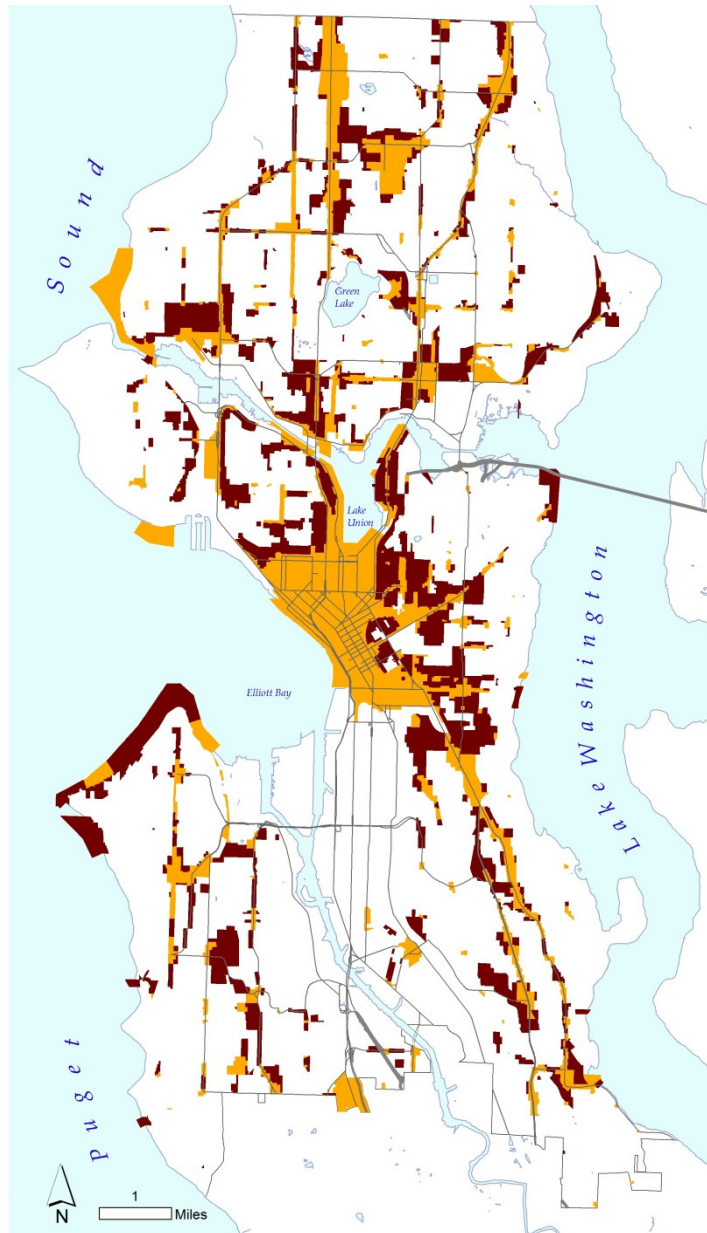 Sound
Green
Lake
Lake
Union
Elliott Bay
Lake Washington
Puget
1
Miles
N